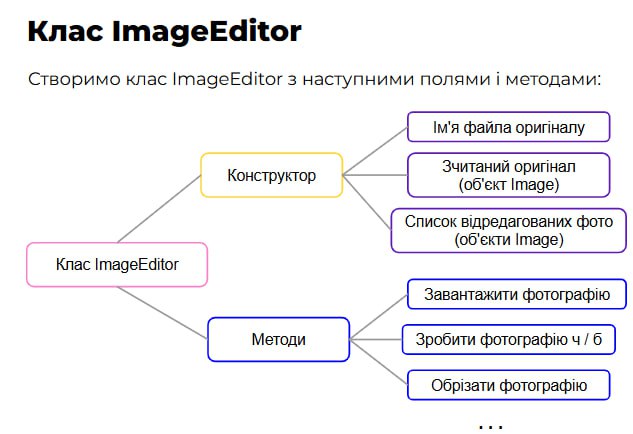 Клас ImageEditor
Створимо клас ImageEditor з наступними полями і методами:
Ім'я файла оригіналу
Конструктор
Зчитаний оригінал
(об'єкт Image)
Список відредагованих фото
(об'єкти Image)
Клас ImageEditor
Завантажити фотографію
Методи
Зробити фотографію ч / б
Обрізати фотографію
...